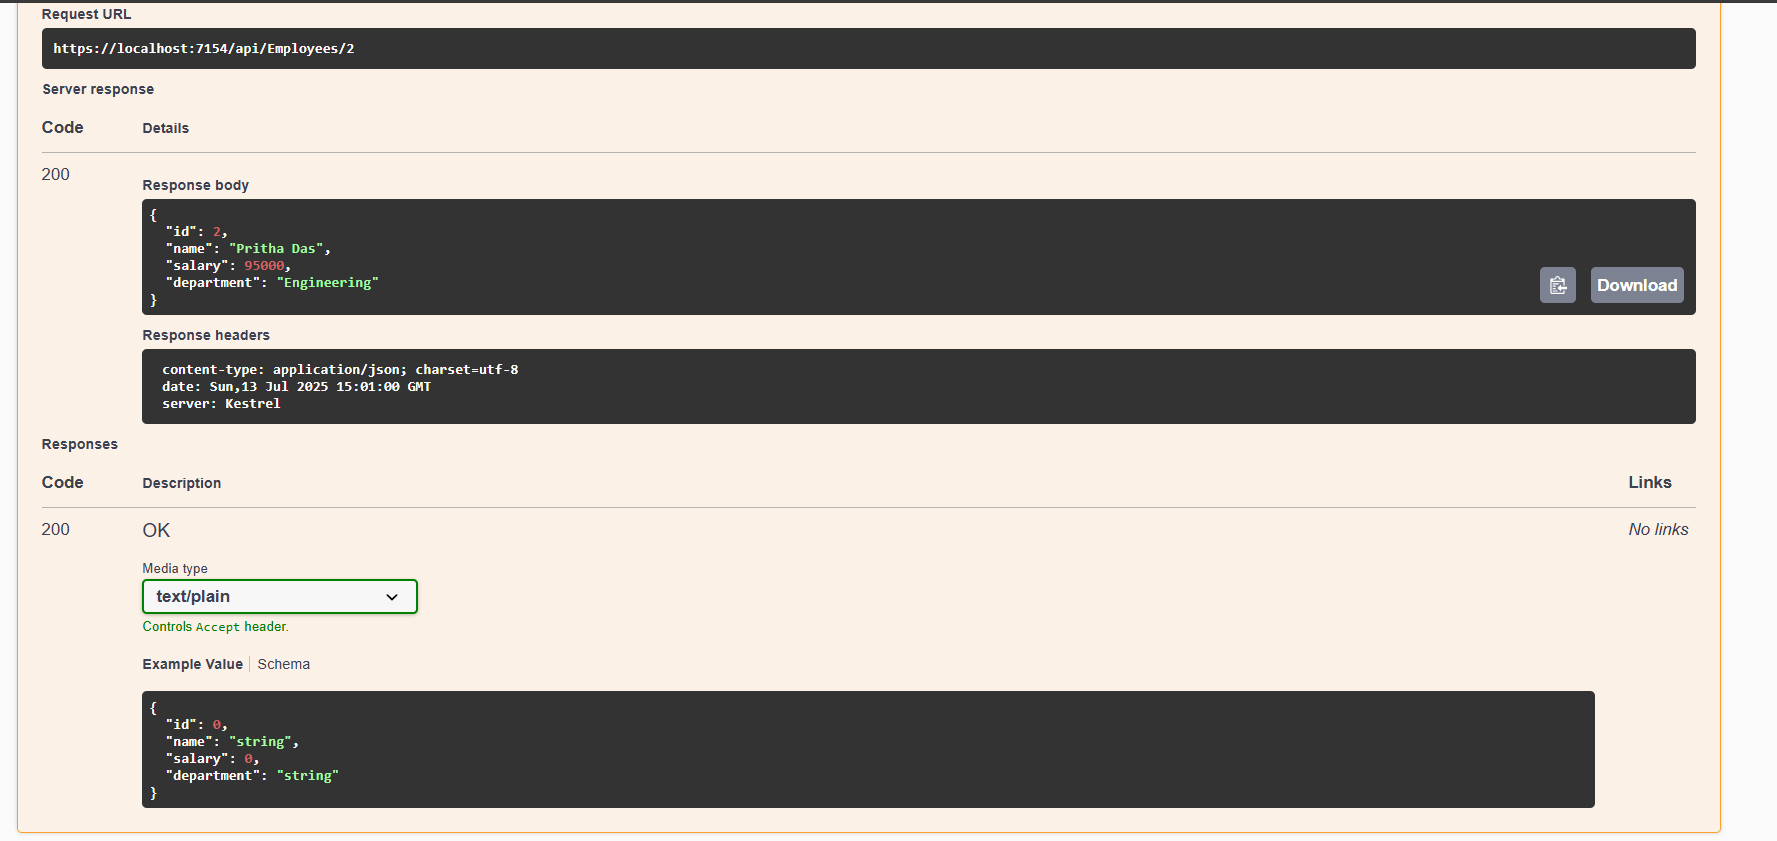 Request URL
https://localhost:7154/api/Employees/2
Server response
Code Details
200
Response body
{
  "id": 2,
  "name": "Pritha Das",
  "salary": 95000,
  "department": "Engineering"
}
Download
Response headers
content-type: application/json; charset=utf-8
date: Sun,13 Jul 2025 15:01:00 GMT
server: Kestrel
Responses
Code Description Links
200 OK No links
Media type
text/plain
Controls Accept header.
Example Value Schema
{
  "id": 0,
  "name": "string",
  "salary": 0,
  "department": "string"
}